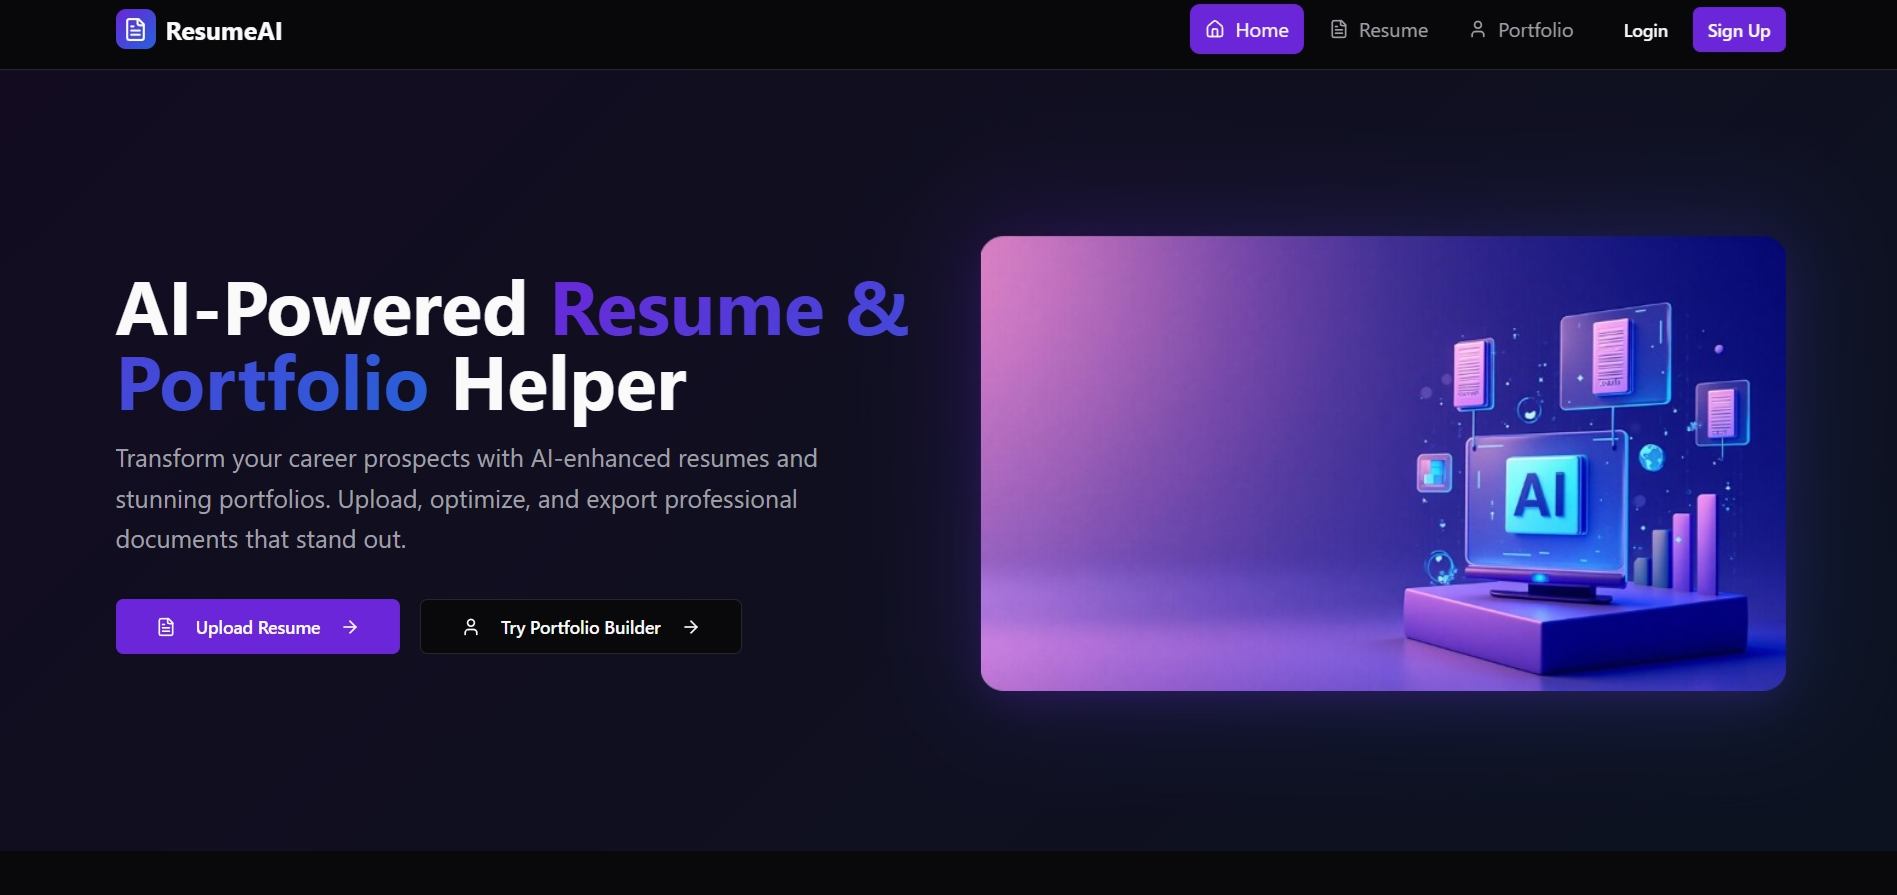 ResumeAI
Home
Resume
Portfolio
Login
Sign Up
AI-Powered Resume &
Portfolio Helper
Transform your career prospects with AI-enhanced resumes and
stunning portfolios. Upload, optimize, and export professional
documents that stand out.
Upload Resume
Try Portfolio Builder
AI